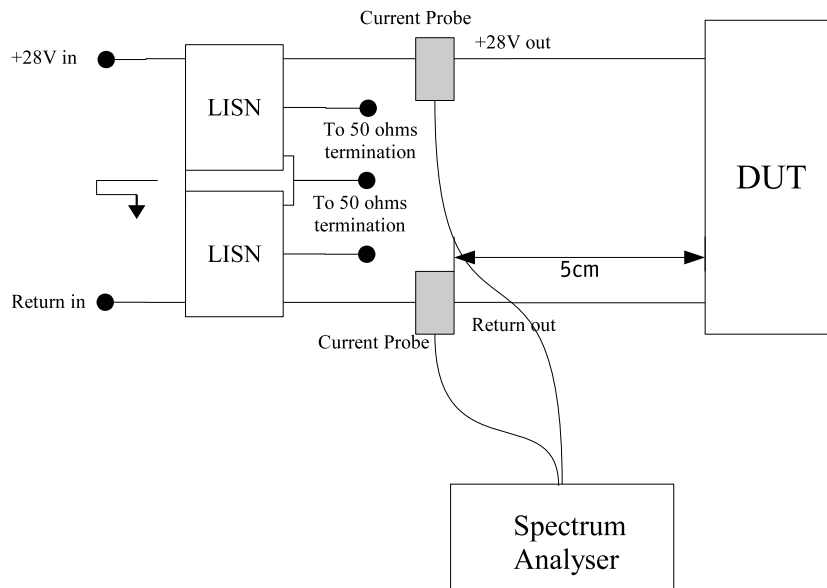 Current Probe
+28V in
+28V out
LISN
To 50 ohms
termination
DUT
To 50 ohms
termination
LISN
5cm
Return in
Return out
Current Probe
Spectrum
Analyser